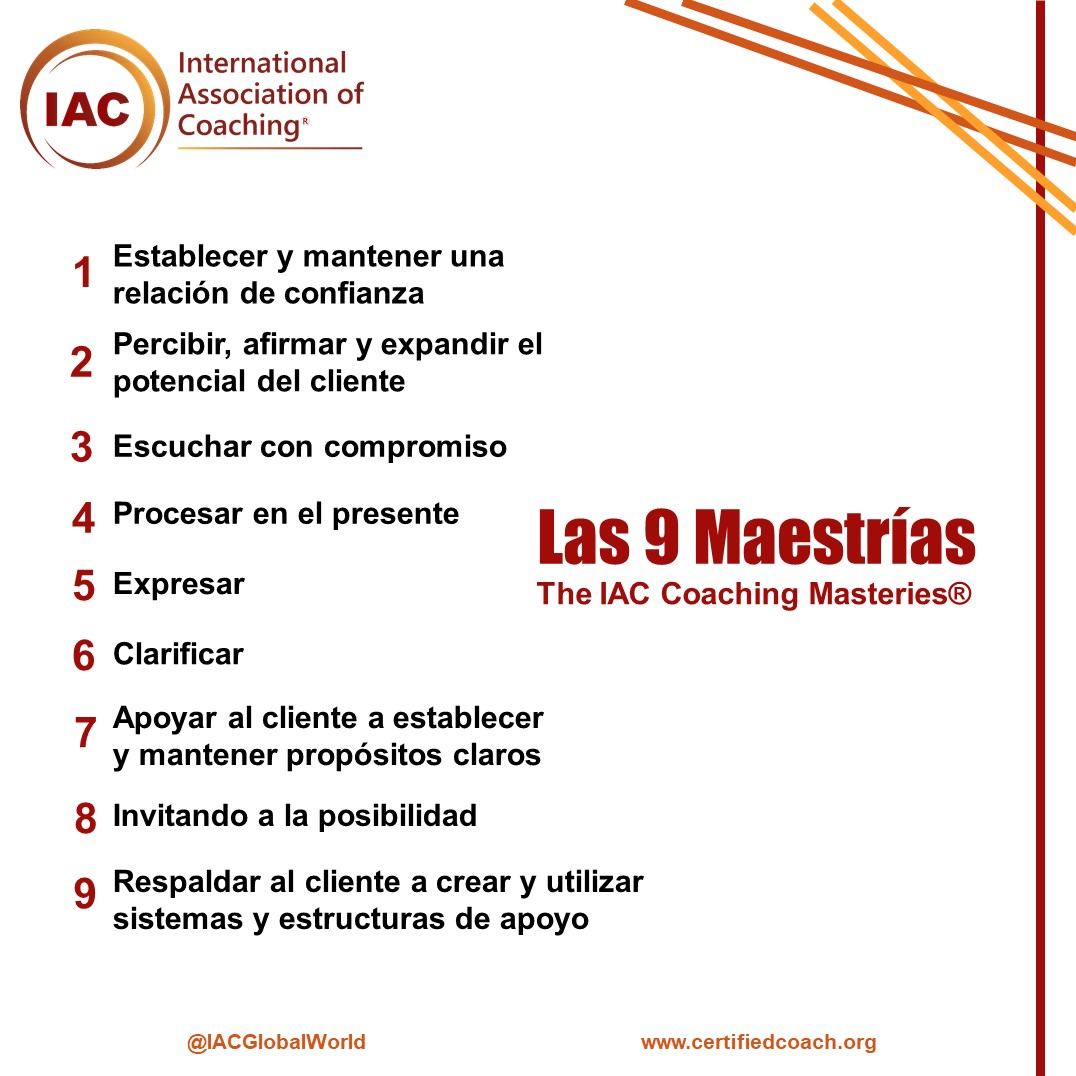 IAC
International
Association of
Coaching®
1
Establecer y mantener una
relación de confianza
2
Percibir, afirmar y expandir el
potencial del cliente
3
Escuchar con compromiso
4
Procesar en el presente
5
Expresar
6
Clarificar
7
Apoyar al cliente a establecer
y mantener propósitos claros
8
Invitando a la posibilidad
9
Respaldar al cliente a crear y utilizar
sistemas y estructuras de apoyo
Las 9 Maestrías
The IAC Coaching Masteries®
@IACGlobalWorld
www.certifiedcoach.org